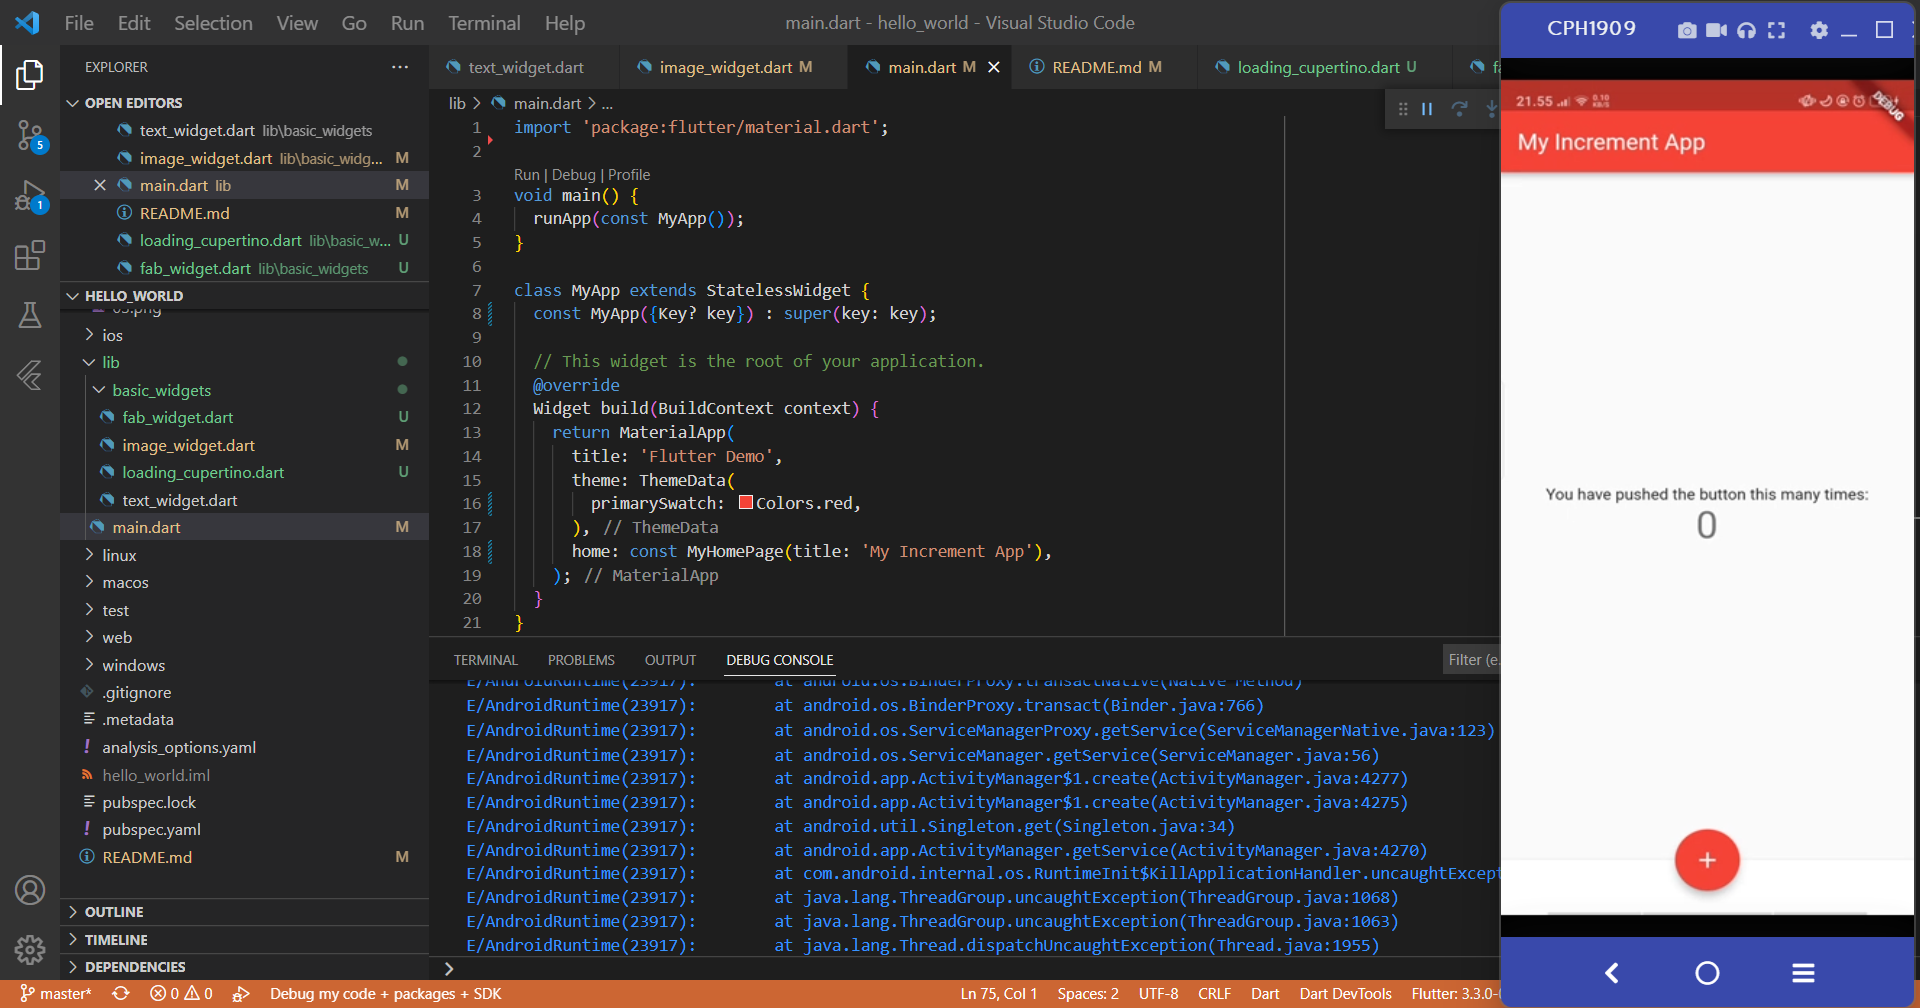 File Edit Selection View Go Run Terminal Help
main.dart - hello_world - Visual Studio Code
EXPLORER
OPEN EDITORS
text_widget.dart lib\basic_widgets
image_widget.dart lib\basic_widg... M
main.dart lib M
README.md M
loading_cupertino.dart lib\basic_w... U
fab_widget.dart lib\basic_widgets U
HELLO_WORLD
ios
lib
basic_widgets
fab_widget.dart U
image_widget.dart M
loading_cupertino.dart U
text_widget.dart
main.dart M
linux
macos
test
web
windows
.gitignore
.metadata
analysis_options.yaml
hello_world.iml
pubspec.lock
pubspec.yaml
README.md M
OUTLINE
TIMELINE
DEPENDENCIES
5
1
text_widget.dart image_widget.dart M main.dart M README.md M loading_cupertino.dart U
lib > main.dart > ...
1 import 'package:flutter/material.dart';
2
Run | Debug | Profile
3 void main() {
4 runApp(const MyApp());
5 }
6
7 class MyApp extends StatelessWidget {
8 const MyApp({Key? key}) : super(key: key);
9
10 // This widget is the root of your application.
11 @override
12 Widget build(BuildContext context) {
13 return MaterialApp(
14 title: 'Flutter Demo',
15 theme: ThemeData(
16 primarySwatch: Colors.red,
17 ), // ThemeData
18 home: const MyHomePage(title: 'My Increment App'),
19 ); // MaterialApp
20 }
21 }
TERMINAL PROBLEMS OUTPUT DEBUG CONSOLE Filter (e.
E/AndroidRuntime(23917): at android.os.BinderProxy.transactNative(Native Method)
E/AndroidRuntime(23917): at android.os.BinderProxy.transact(Binder.java:766)
E/AndroidRuntime(23917): at android.os.ServiceManagerProxy.getService(ServiceManagerNative.java:123)
E/AndroidRuntime(23917): at android.os.ServiceManager.getService(ServiceManager.java:56)
E/AndroidRuntime(23917): at android.app.ActivityManager$1.create(ActivityManager.java:4277)
E/AndroidRuntime(23917): at android.app.ActivityManager$1.create(ActivityManager.java:4275)
E/AndroidRuntime(23917): at android.util.Singleton.get(Singleton.java:34)
E/AndroidRuntime(23917): at android.app.ActivityManager.getService(ActivityManager.java:4270)
E/AndroidRuntime(23917): at com.android.internal.os.RuntimeInit$KillApplicationHandler.uncaughtExcept
E/AndroidRuntime(23917): at java.lang.ThreadGroup.uncaughtException(ThreadGroup.java:1068)
E/AndroidRuntime(23917): at java.lang.ThreadGroup.uncaughtException(ThreadGroup.java:1063)
E/AndroidRuntime(23917): at java.lang.Thread.dispatchUncaughtException(Thread.java:1955)
master* 0 0 Debug my code + packages + SDK
Ln 75, Col 1 Spaces: 2 UTF-8 CRLF Dart Dart DevTools Flutter: 3.3.0-
CPH1909
21.55 0.10 KB/S
DEBUG
My Increment App
You have pushed the button this many times:
0